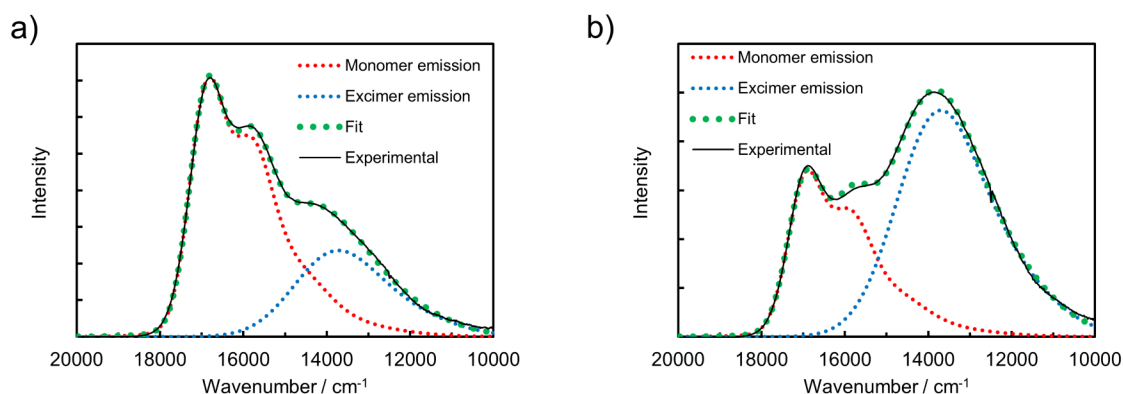 a)
Intensity
Monomer emission
Excimer emission
Fit
Experimental
20000 18000 16000 14000 12000 10000
Wavenumber / cm-1
b)
Intensity
Monomer emission
Excimer emission
Fit
Experimental
20000 18000 16000 14000 12000 10000
Wavenumber / cm-1